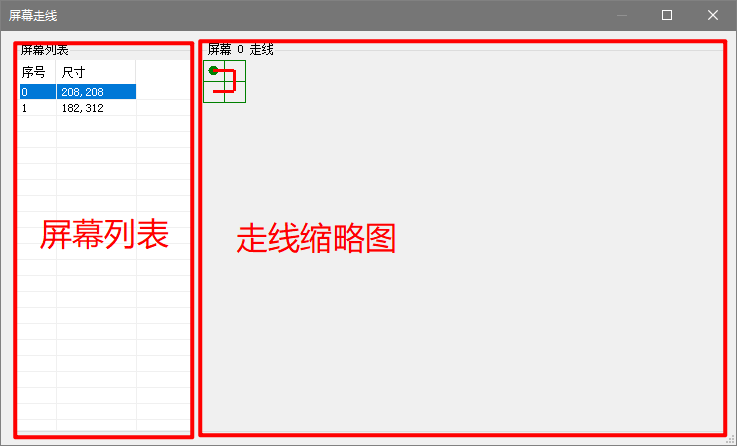 屏幕走线
屏幕列表
序号 尺寸
0 208,208
1 182,312
屏幕列表
屏幕 0 走线
走线缩略图